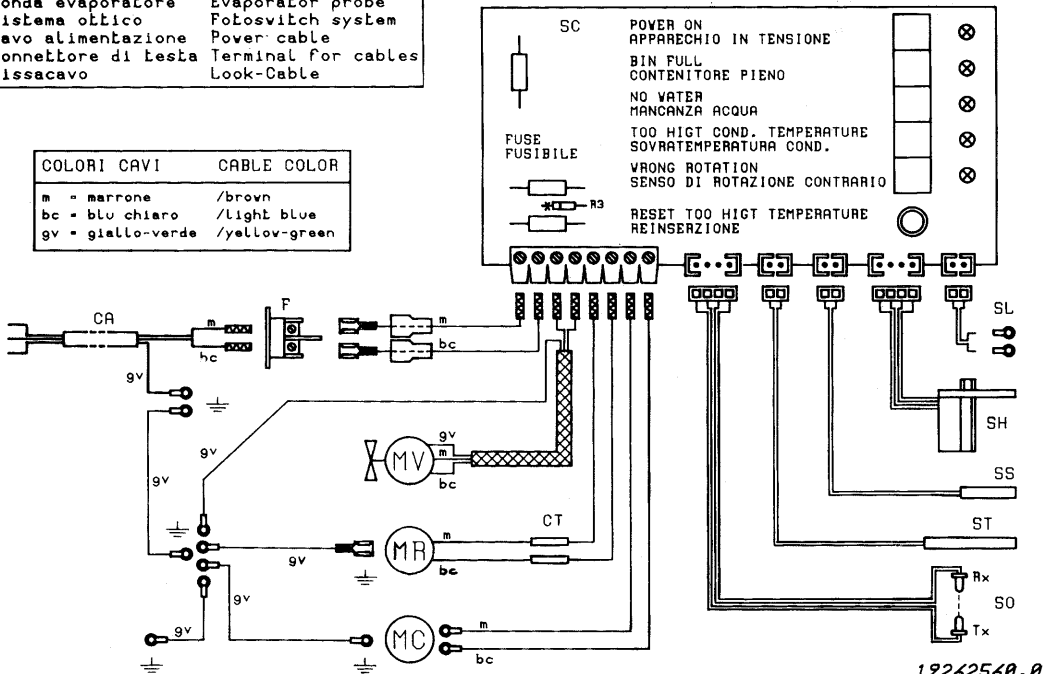 Evaporator probe
istema ottico Fotoswitch system
avo alimentazione Power cable
onnettore di testa Terminal for cables
issacavo Look-Cable
COLORI CAVI CABLE COLOR
m = marrone /brown
bc = blu chiaro /light blue
gv = giallo-verde /yellow-green
SC
POWER ON
APPARECHIO IN TENSIONE
BIN FULL
CONTENITORE PIENO
NO WATER
MANCANZA ACQUA
TOO HIGT COND. TEMPERATURE
SOVRATEMPERATURA COND.
WRONG ROTATION
SENSO DI ROTAZIONE CONTRARIO
RESET TOO HIGT TEMPERATURE
REINSERZIONE
FUSE
FUSIBILE
R3
CA
m
bc
F
m
bc
gv
gv
gv
gv
m
bc
MV
CT
m
bc
MR
gv
gv
gv
m
bc
MC
SL
SH
SS
ST
Rx
SO
Tx
19262560.0